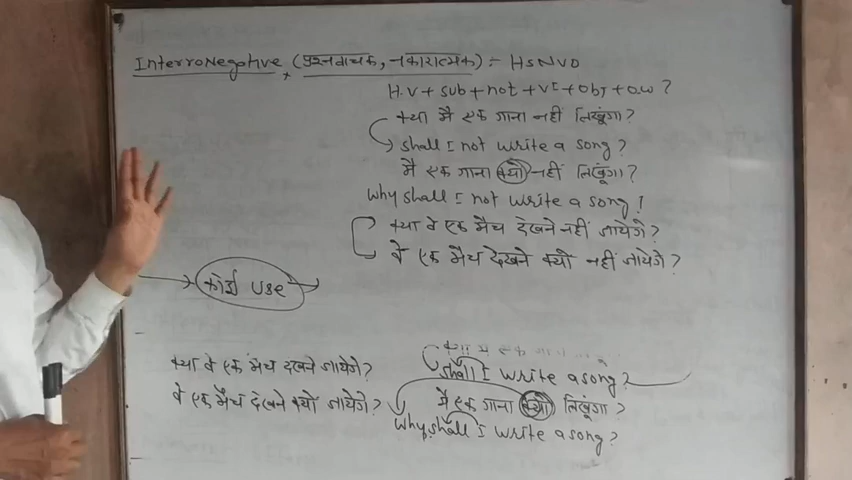 InterroNegative (प्रश्नवाचक, नकारात्मक) :- HSNVO
H.V + sub + not + V1 + obj + o.w ?
क्या मै एक गाना नहीं लिखूंगा ?
shall I not write a song ?
मै एक गाना क्यो नहीं लिखूंगा ?
Why shall I not write a song !
क्या वे एक मैच देखने नहीं जायेगे ?
वे एक मैच देखने क्यो नहीं जायेगे ?
कोई use
क्या वे एक मैच देखने जायेगे ?
वे एक मैच देखने क्यो जायेगे ?
क्या मै एक गाना
shall I write a song ?
मै एक गाना क्यो लिखूंगा ?
Why shall I write a song ?